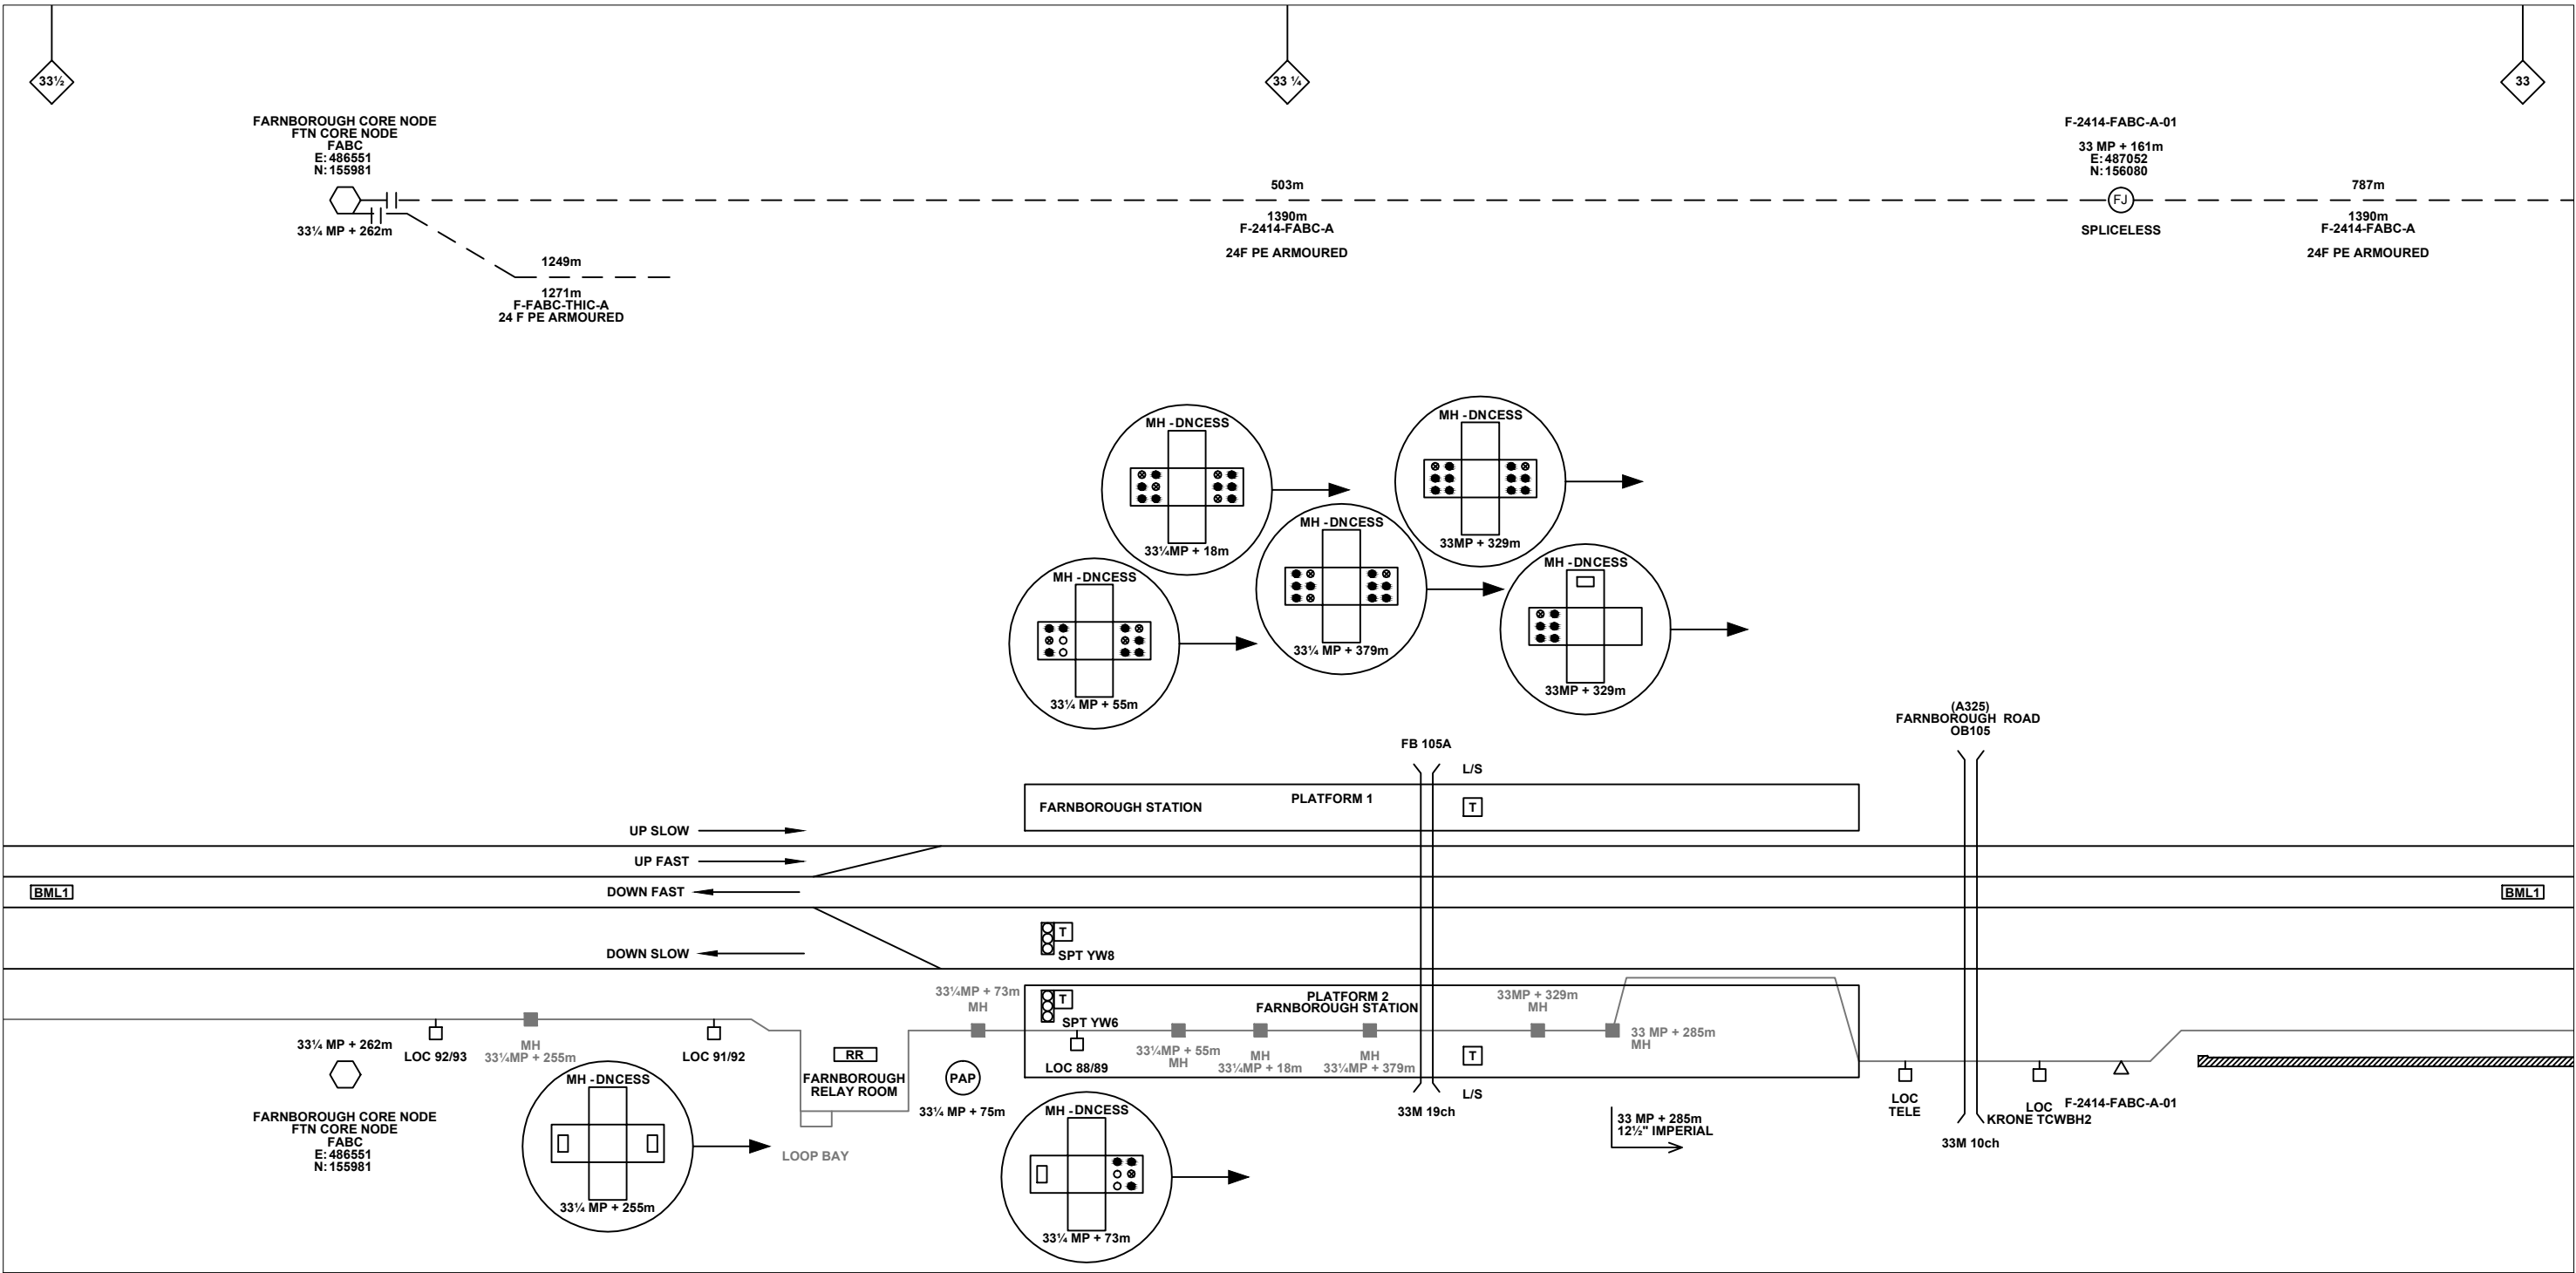 33½
33 ¼
33
FARNBOROUGH CORE NODE
FTN CORE NODE
FABC
E: 486551
N: 155981
33¼ MP + 262m
503m
1390m
F-2414-FABC-A
24F PE ARMOURED
F-2414-FABC-A-01
33 MP + 161m
E: 487052
N: 156080
FJ
SPLICELESS
787m
1390m
F-2414-FABC-A
24F PE ARMOURED
1249m
1271m
F-FABC-THIC-A
24 F PE ARMOURED
MH - DNCESS
33¼MP + 18m
MH - DNCESS
33MP + 329m
MH - DNCESS
33¼ MP + 379m
MH - DNCESS
33¼ MP + 55m
MH - DNCESS
33MP + 329m
(A325)
FARNBOROUGH ROAD
OB105
FB 105A
L/S
FARNBOROUGH STATION
PLATFORM 1
T
UP SLOW
UP FAST
BML1
DOWN FAST
BML1
DOWN SLOW
T
SPT YW8
33¼MP + 73m
MH
T
SPT YW6
PLATFORM 2
FARNBOROUGH STATION
33MP + 329m
MH
33 MP + 285m
MH
33¼ MP + 262m
LOC 92/93
MH
33¼MP + 255m
LOC 91/92
RR
FARNBOROUGH
RELAY ROOM
PAP
33¼ MP + 75m
LOC 88/89
33¼MP + 55m
MH
MH
33¼MP + 18m
MH
33¼MP + 379m
T
L/S
33M 19ch
33 MP + 285m
12½" IMPERIAL
LOC
TELE
LOC
KRONE TCWBH2
F-2414-FABC-A-01
33M 10ch
FARNBOROUGH CORE NODE
FTN CORE NODE
FABC
E: 486551
N: 155981
MH - DNCESS
33¼ MP + 255m
LOOP BAY
MH - DNCESS
33¼ MP + 73m